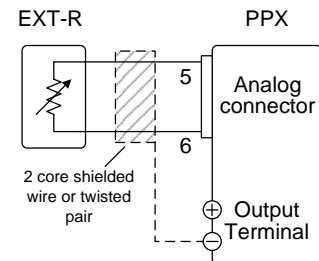 EXT-R
PPX
5
Analog
connector
6
2 core shielded
wire or twisted
pair
Output
Terminal